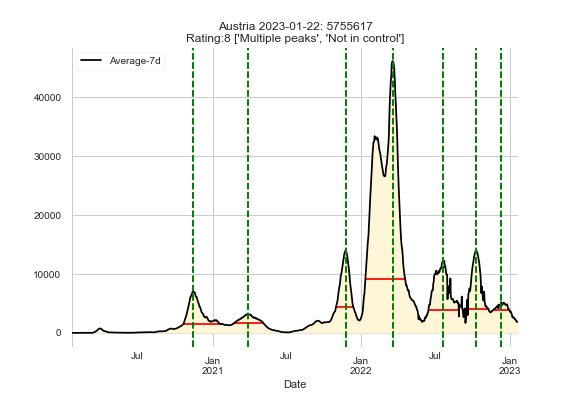 Austria 2023-01-22: 5755617
Rating:8 ['Multiple peaks', 'Not in control']
Average-7d
40000
30000
20000
10000
0
Jul
Jan
2021
Jul
Jan
2022
Jul
Jan
2023
Date